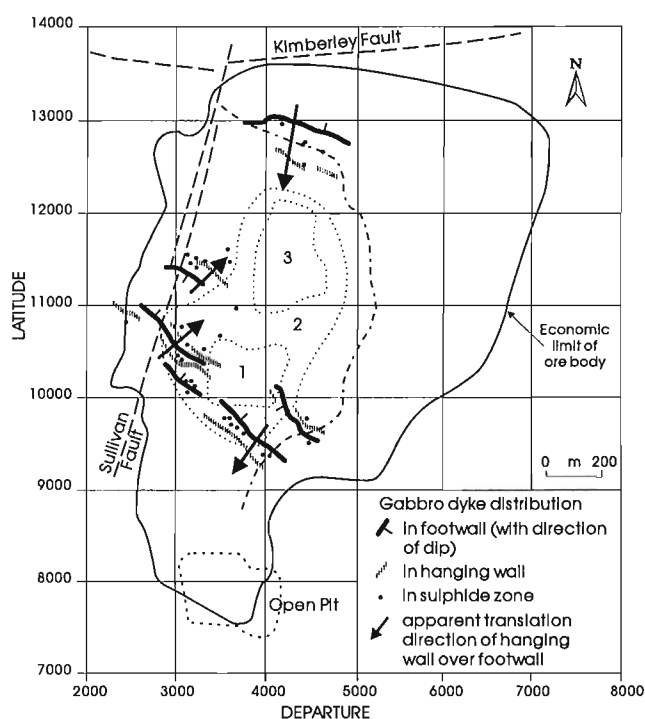 14000
Kimberley Fault
N
13000
12000
3
11000
LATITUDE
2
Economic
limit of
ore body
1
10000
Sullivan
Fault
0 m 200
9000
Gabbro dyke distribution
In footwall (with direction
of dip)
In hanging wall
8000
In sulphide zone
Open Pit
apparent translation
direction of hanging
wall over footwall
7000
2000 3000 4000 5000 6000 7000 8000
DEPARTURE